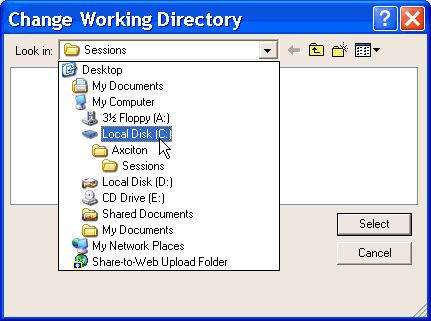 Change Working Directory
Look in: Sessions
Desktop
My Documents
My Computer
3½ Floppy (A:)
Local Disk (C:)
Axciton
Sessions
Local Disk (D:)
CD Drive (E:)
Shared Documents
My Documents
My Network Places
Share-to-Web Upload Folder
Select
Cancel